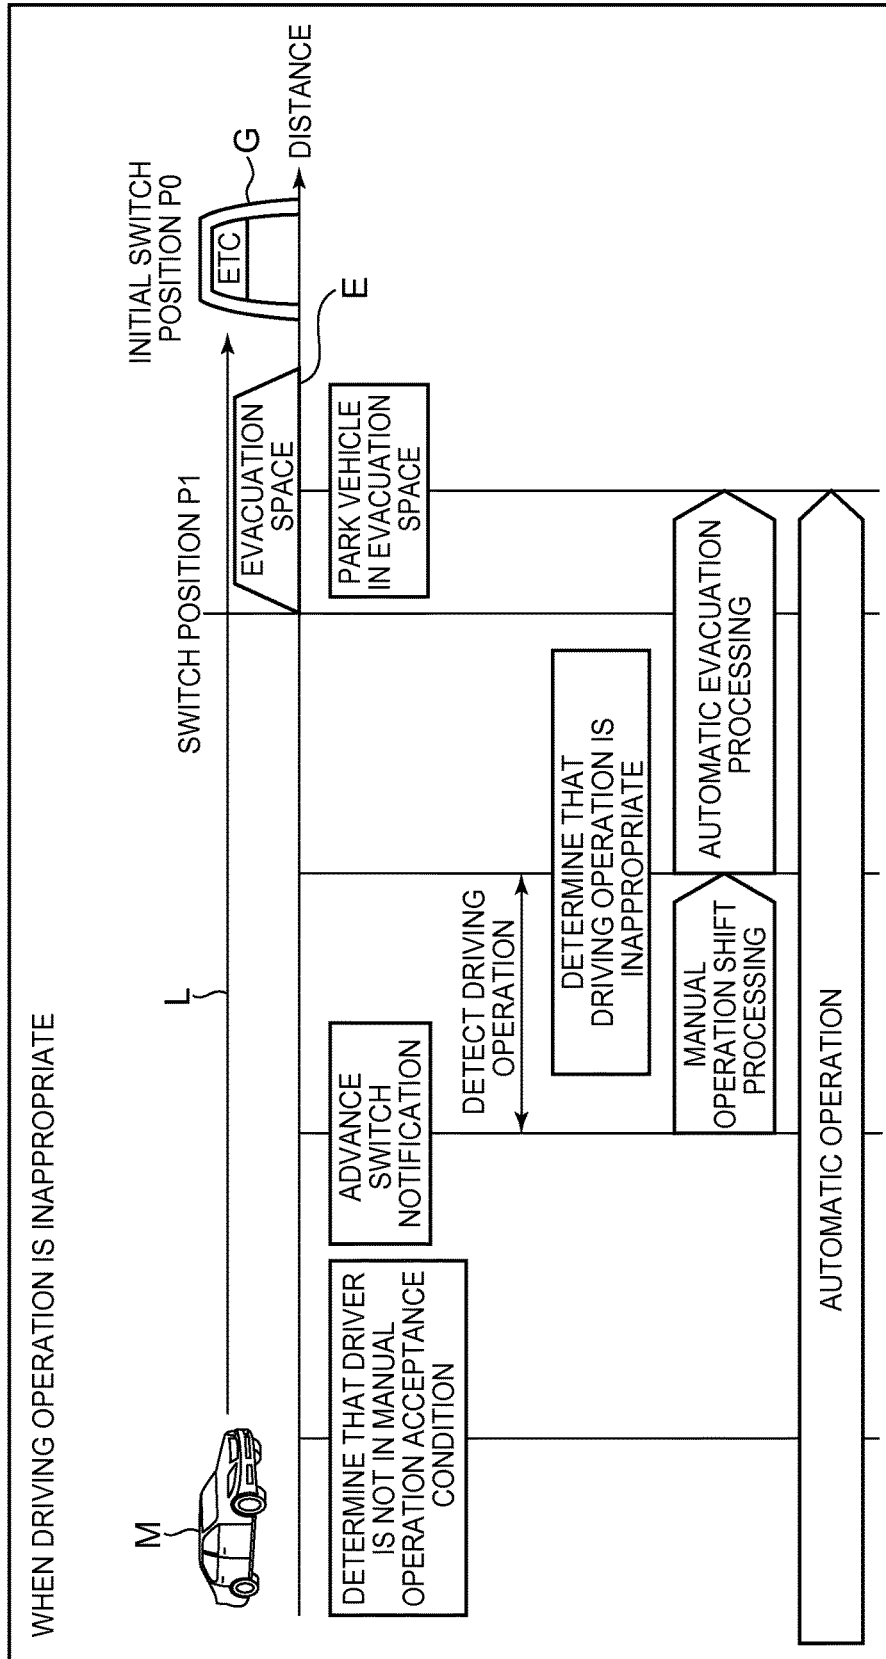 WHEN DRIVING OPERATION IS INAPPROPRIATE
M
L
SWITCH POSITION P1
INITIAL SWITCH
POSITION P0
ETC
G
EVACUATION
SPACE
DISTANCE
E
DETERMINE THAT DRIVER
IS NOT IN MANUAL
OPERATION ACCEPTANCE
CONDITION
ADVANCE
SWITCH
NOTIFICATION
PARK VEHICLE
IN EVACUATION
SPACE
DETECT DRIVING
OPERATION
DETERMINE THAT
DRIVING OPERATION IS
INAPPROPRIATE
MANUAL
OPERATION SHIFT
PROCESSING
AUTOMATIC EVACUATION
PROCESSING
AUTOMATIC OPERATION